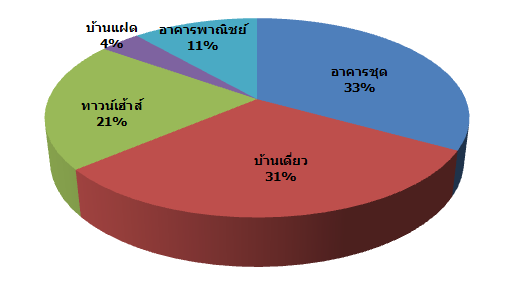 บ้านแฝด
4%
อาคารพาณิชย์
11%
อาคารชุด
33%
ทาวน์เฮ้าส์
21%
บ้านเดี่ยว
31%